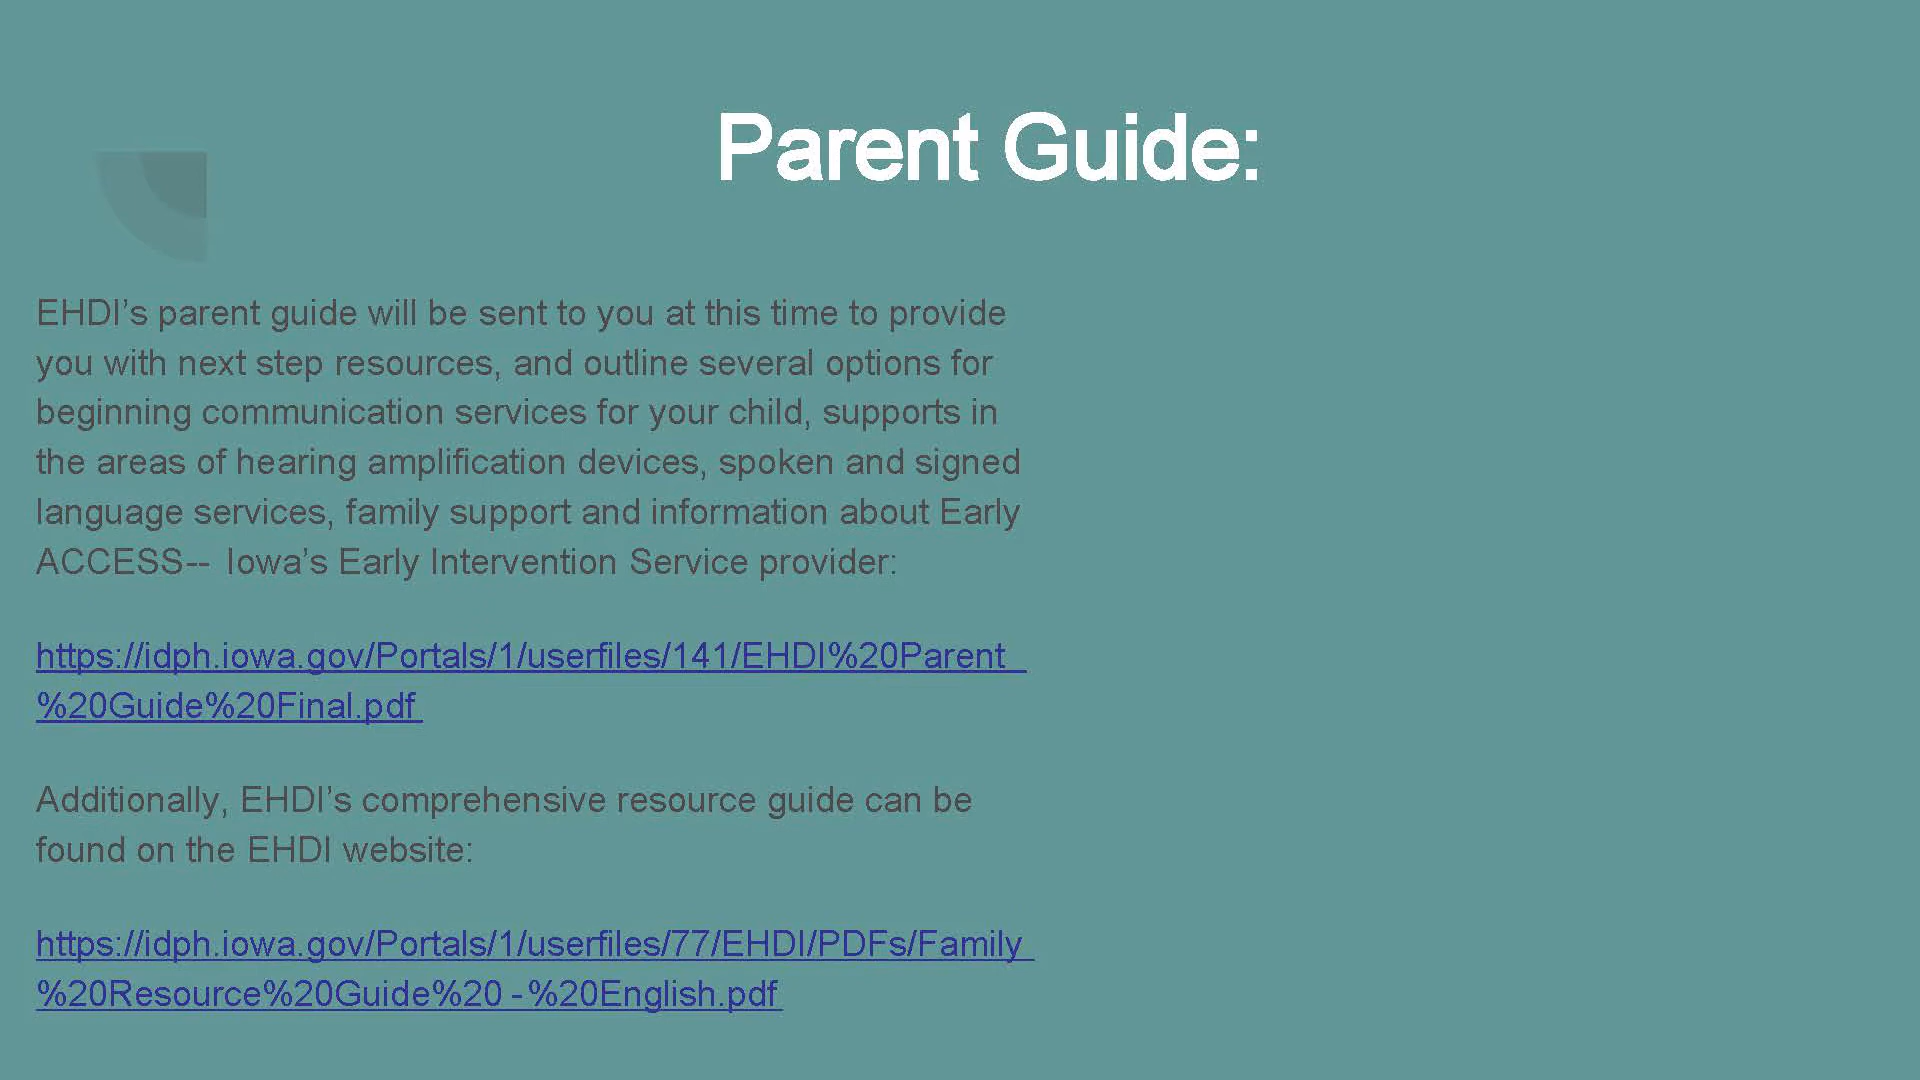 Parent Guide:
EHDI’s parent guide will be sent to you at this time to provide
you with next step resources, and outline several options for
beginning communication services for your child, supports in
the areas of hearing amplification devices, spoken and signed
language services, family support and information about Early
ACCESS-- Iowa’s Early Intervention Service provider:
https://idph.iowa.gov/Portals/1/userfiles/141/EHDI%20Parent
%20Guide%20Final.pdf
Additionally, EHDI’s comprehensive resource guide can be
found on the EHDI website:
https://idph.iowa.gov/Portals/1/userfiles/77/EHDI/PDFs/Family
%20Resource%20Guide%20 -%20English.pdf